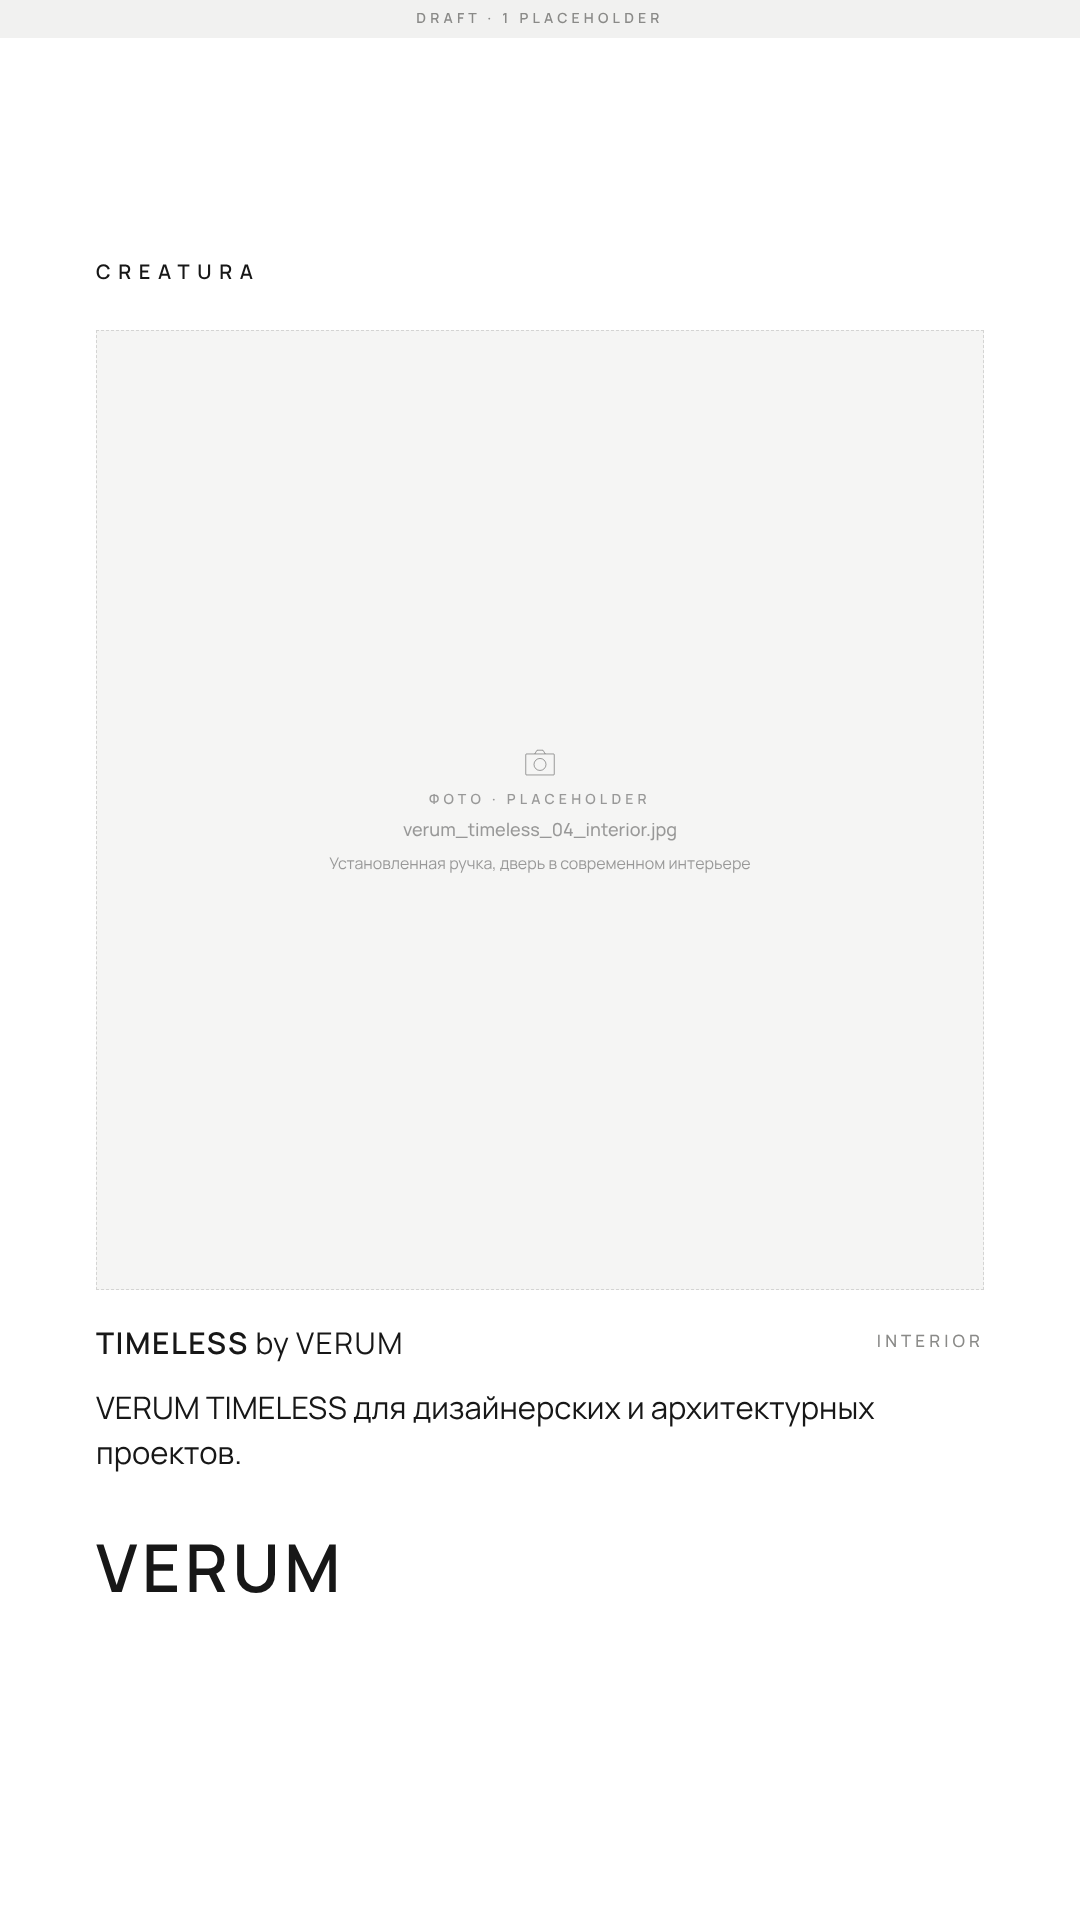 DRAFT · 1 PLACEHOLDER
CREATURA
ФОТО · PLACEHOLDER
verum_timeless_04_interior.jpg
Установленная ручка, дверь в современном интерьере
TIMELESS by VERUM
INTERIOR
VERUM TIMELESS для дизайнерских и архитектурных
проектов.
VERUM